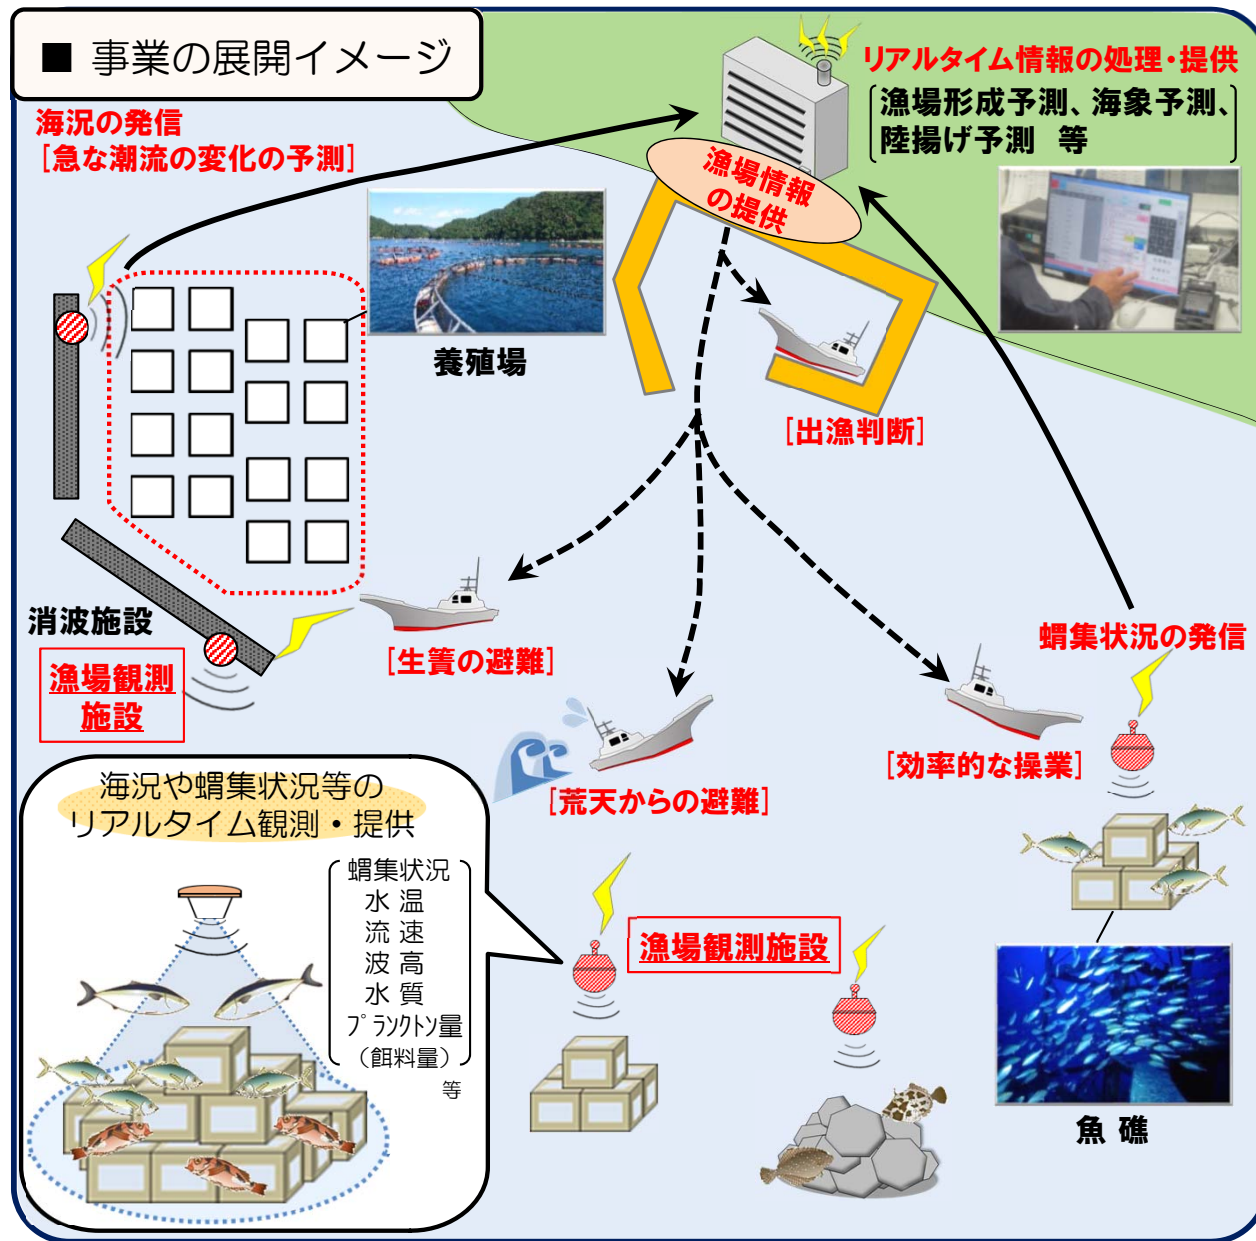 ■ 事業の展開イメージ
海況の発信
[急な潮流の変化の予測]
リアルタイム情報の処理・提供
漁場形成予測、海象予測、
陸揚げ予測 等
漁場情報
の提供
養殖場
[出漁判断]
消波施設
漁場観測
施設
[生簀の避難]
[荒天からの避難]
[効率的な操業]
蝟集状況の発信
海況や蝟集状況等の
リアルタイム観測・提供
蝟集状況
水 温
流 速
波 高
水 質
プランクトン量
（餌料量）
等
漁場観測施設
魚 礁